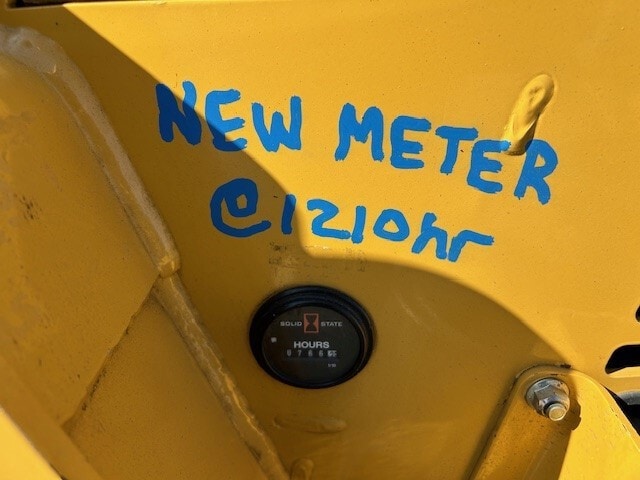 NEW METER
@1210hr
SOLID STATE
HOURS